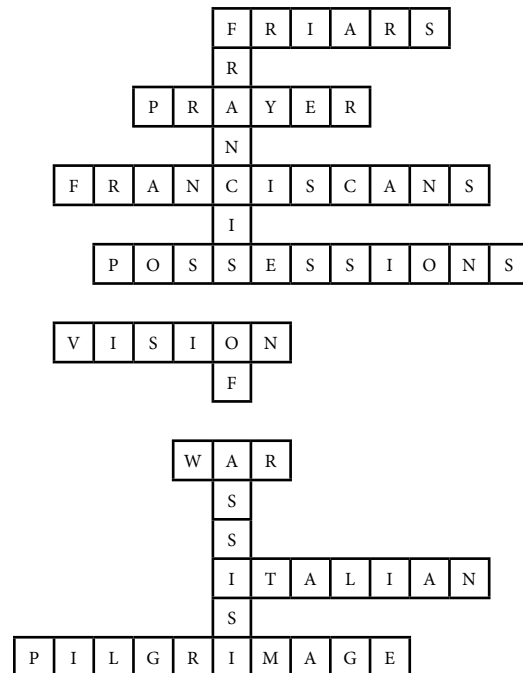 F R I A R S
R
P R A Y E R
N
F R A N C I S C A N S
I
P O S S E S S I O N S
V I S I O N
F
W A R
S
S
I T A L I A N
S
P I L G R I M A G E